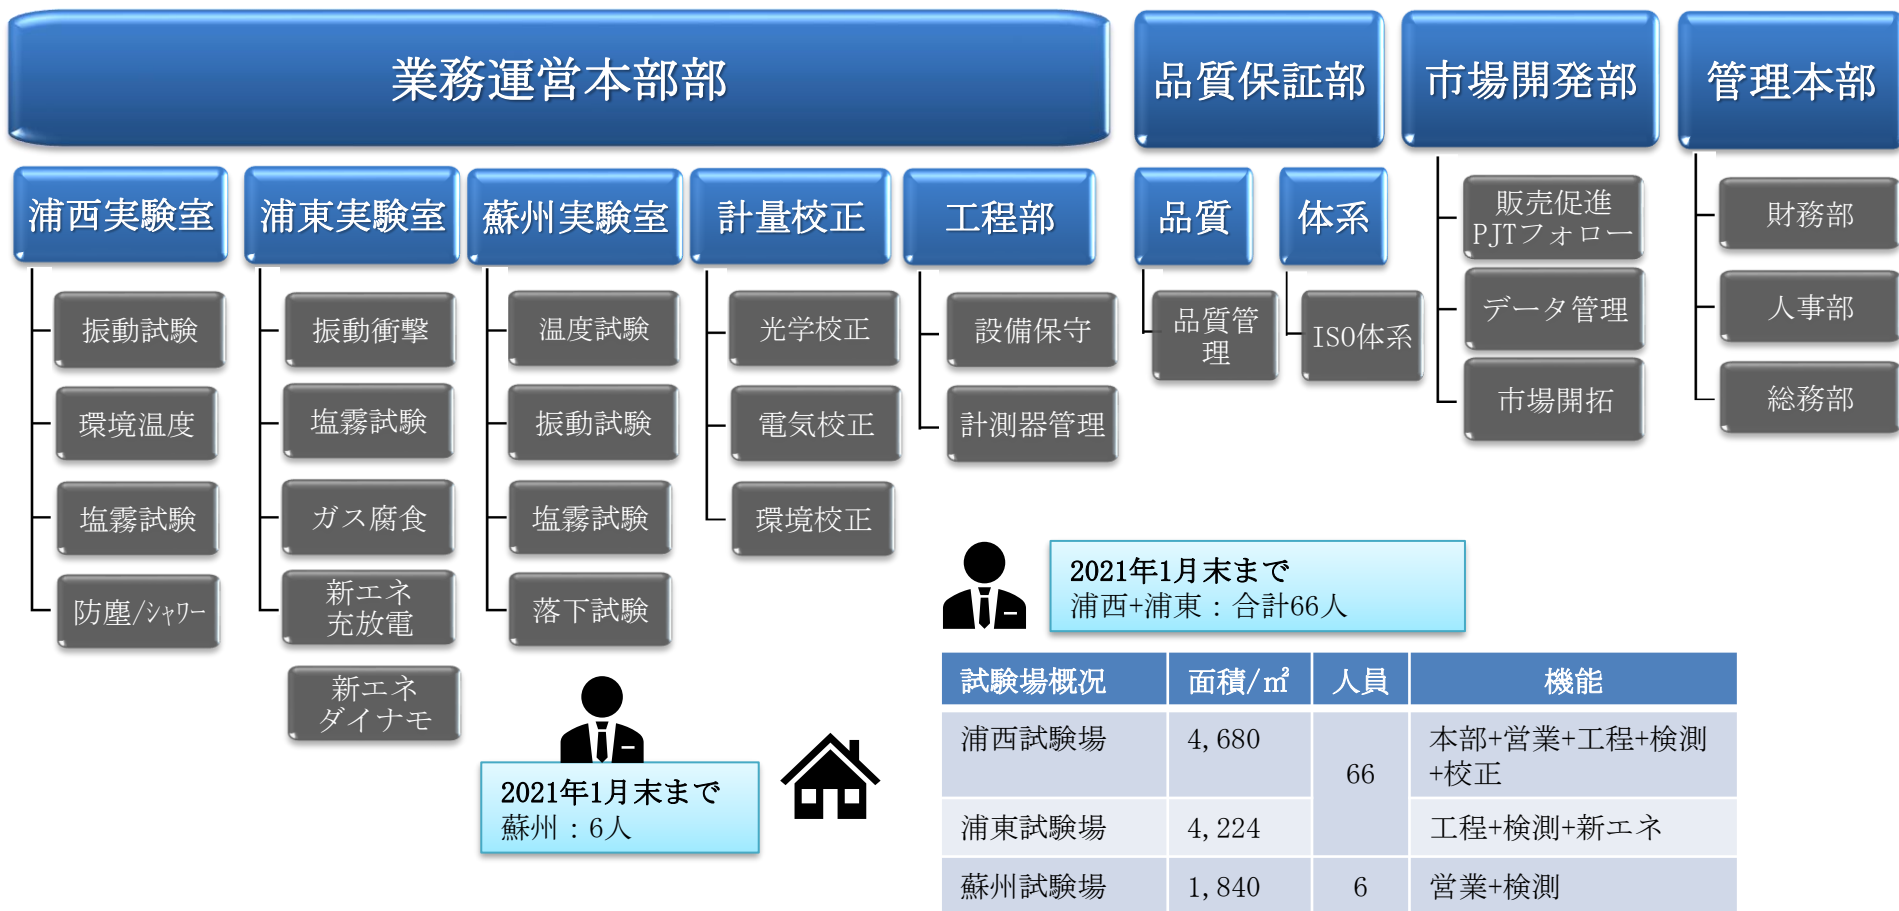 業務運営本部部
品質保証部
市場開発部
管理本部
浦西実験室
浦東実験室
蘇州実験室
計量校正
工程部
品質
体系
振動試験
環境温度
塩霧試験
防塵/ｼｬﾜｰ
振動衝撃
塩霧試験
ガス腐食
新エネ
充放電
新エネ
ダイナモ
温度試験
振動試験
塩霧試験
落下試験
光学校正
電気校正
環境校正
設備保守
計測器管理
品質管
理
ISO体系
販売促進
PJTフォロー
データ管理
市場開拓
財務部
人事部
総務部
2021年1月末まで
蘇州：6人
2021年1月末まで
浦西+浦東：合計66人
試験場概況 面積/㎡ 人員 機能
浦西試験場 4,680 66 本部+営業+工程+検測
+校正
浦東試験場 4,224 工程+検測+新エネ
蘇州試験場 1,840 6 営業+検測